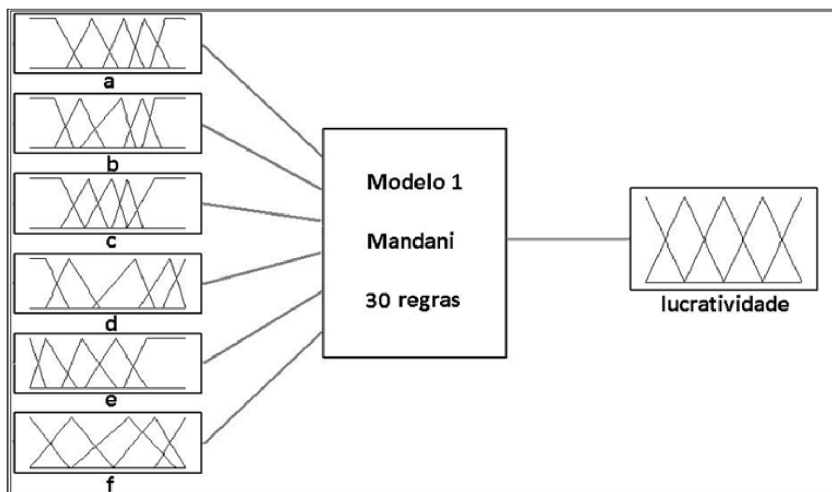 a
b
c
d
e
f
Modelo 1
Mandani
30 regras
lucratividade